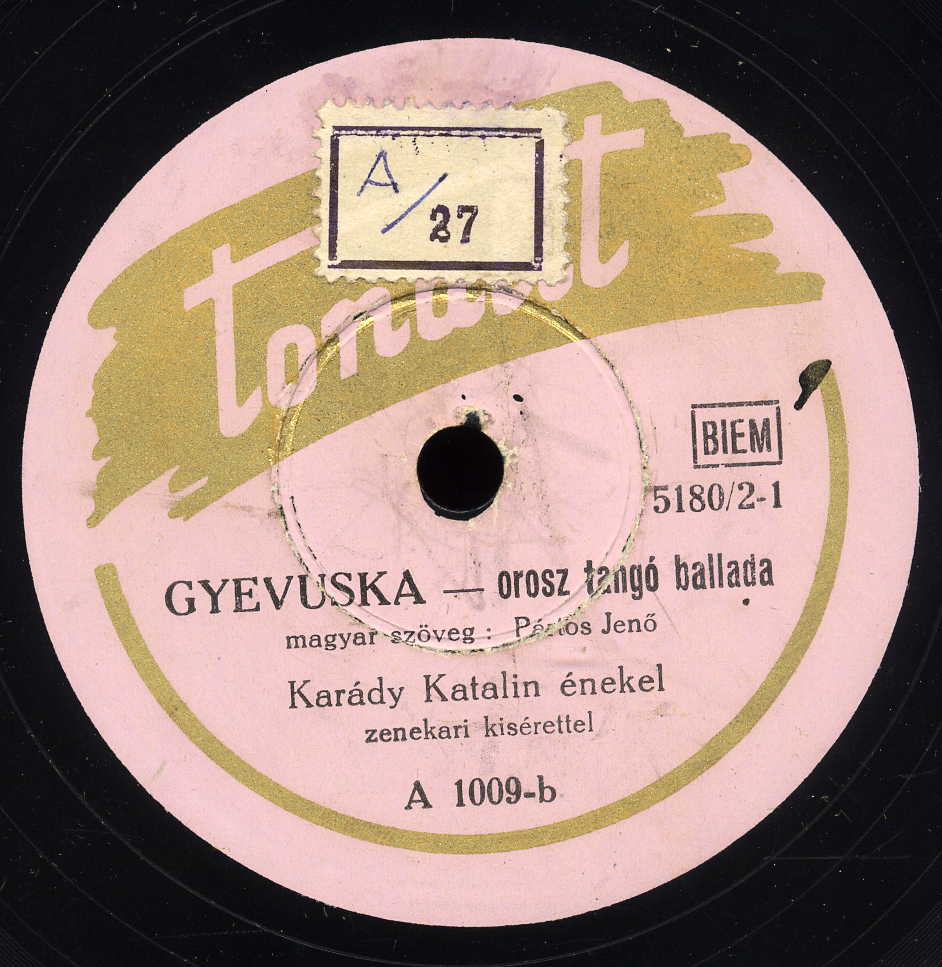 A/27
BIEM
5180/2-1
GYEVUSKA — orosz tangó ballada
magyar szöveg: Pártos Jenő
Karády Katalin énekel
zenekari kisérettel
A 1009-b